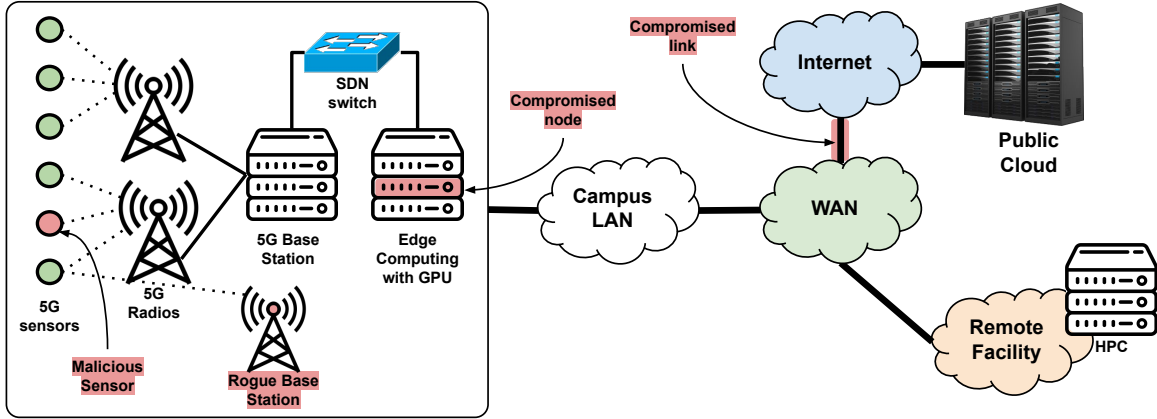 SDN
switch
Compromised
node
Compromised
link
Internet
Public
Cloud
Campus
LAN
WAN
5G Base
Station
Edge
Computing
with GPU
5G
sensors
5G
Radios
Malicious
Sensor
Rogue Base
Station
Remote
Facility
HPC